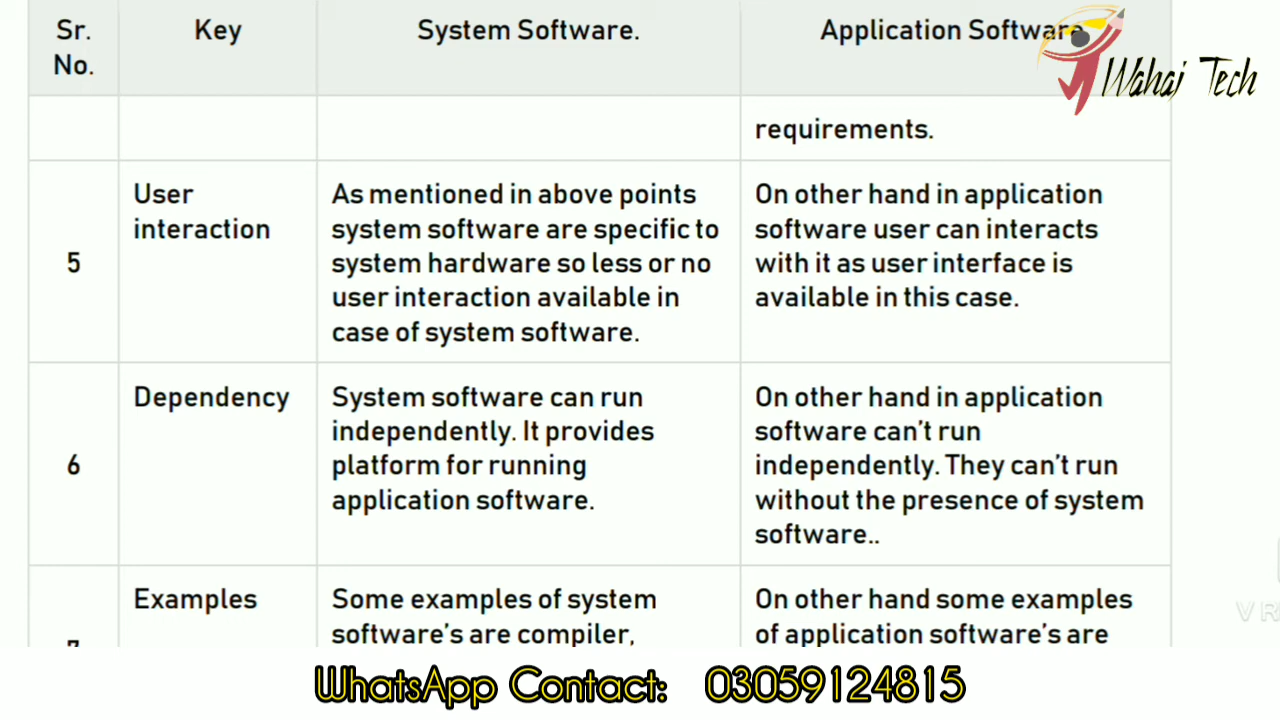 Sr. No.
Key
System Software.
Application Software.
requirements.
5
User
interaction
As mentioned in above points
system software are specific to
system hardware so less or no
user interaction available in
case of system software.
On other hand in application
software user can interacts
with it as user interface is
available in this case.
6
Dependency
System software can run
independently. It provides
platform for running
application software.
On other hand in application
software can't run
independently. They can't run
without the presence of system
software..
Examples
Some examples of system
software's are compiler,
On other hand some examples
of application software's are
Wahaj Tech
WhatsApp Contact: 03059124815